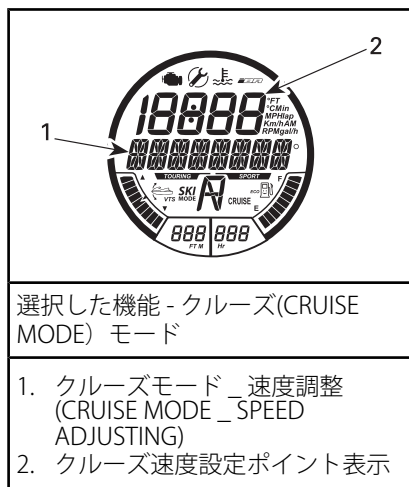 2
°FT
°CMin
MPHlap
Km/hAM
RPMgal/h
18888
1
°
TOURING
SPORT
VTS
SKI
MODE
N
CRUISE
ECO
F
E
888
FT M
888
Hr
選択した機能 - クルーズ(CRUISE
MODE）モード
1. クルーズモード _ 速度調整
(CRUISE MODE _ SPEED
ADJUSTING)
2. クルーズ速度設定ポイント表示